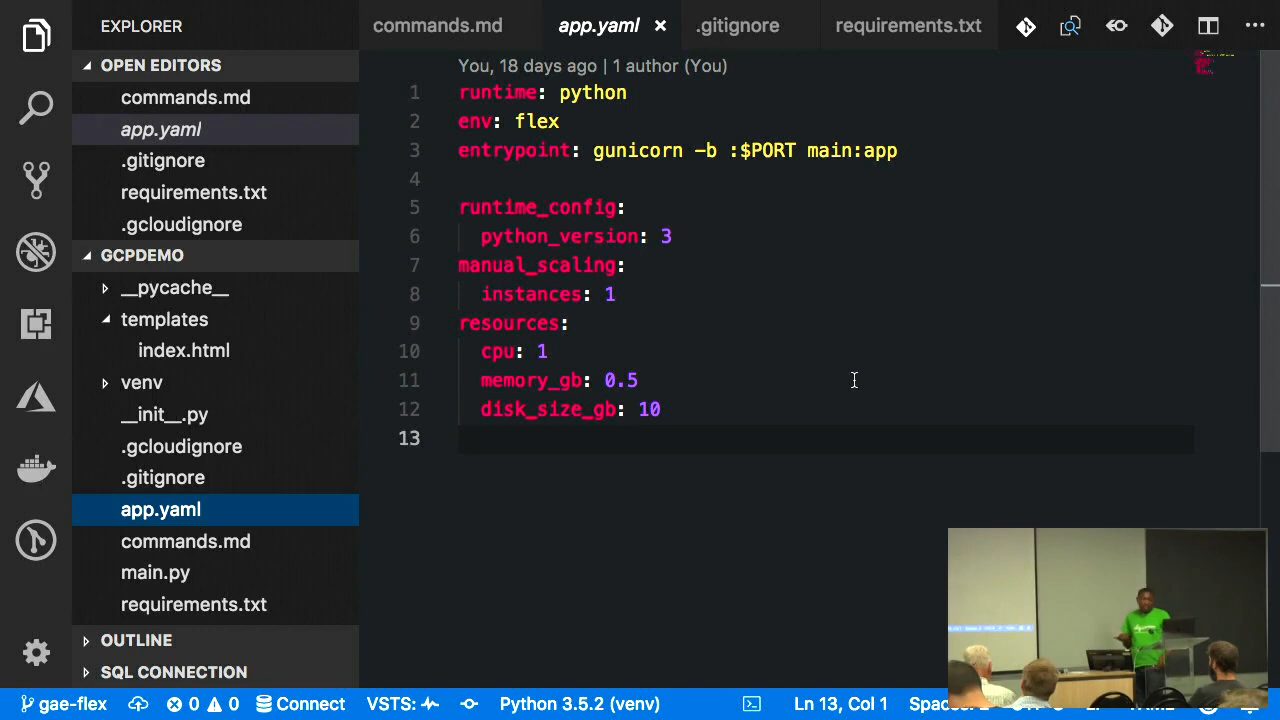 EXPLORER
commands.md
app.yaml
.gitignore
requirements.txt
OPEN EDITORS
commands.md
app.yaml
.gitignore
requirements.txt
.gcloudignore
GCPDEMO
__pycache__
templates
index.html
venv
__init__.py
.gcloudignore
.gitignore
app.yaml
commands.md
main.py
requirements.txt
OUTLINE
SQL CONNECTION
You, 18 days ago | 1 author (You)
1 runtime: python
2 env: flex
3 entrypoint: gunicorn -b :$PORT main:app
4
5 runtime_config:
6 python_version: 3
7 manual_scaling:
8 instances: 1
9 resources:
10 cpu: 1
11 memory_gb: 0.5
12 disk_size_gb: 10
13
gae-flex 0 0 Connect VSTS: Python 3.5.2 (venv) Ln 13, Col 1